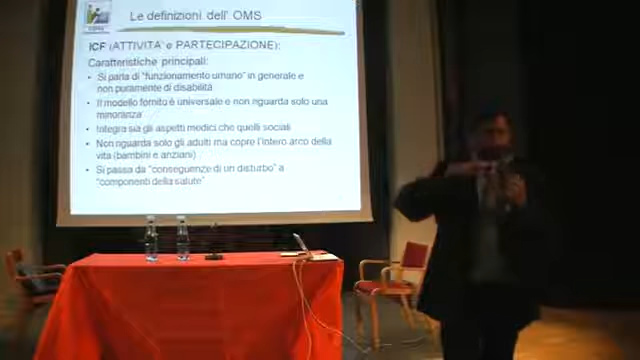 Le definizioni dell' OMS
ICF (ATTIVITA' e PARTECIPAZIONE):
Caratteristiche principali:
• Si parla di "funzionamento umano" in generale e
non puramente di disabilità
• Il modello fornito è universale e non riguarda solo una
minoranza
• Integra sia gli aspetti medici che quelli sociali
• Non riguarda solo gli adulti ma copre l'intero arco della
vita (bambini e anziani)
• Si passa da "conseguenze di un disturbo" a
"componenti della salute"